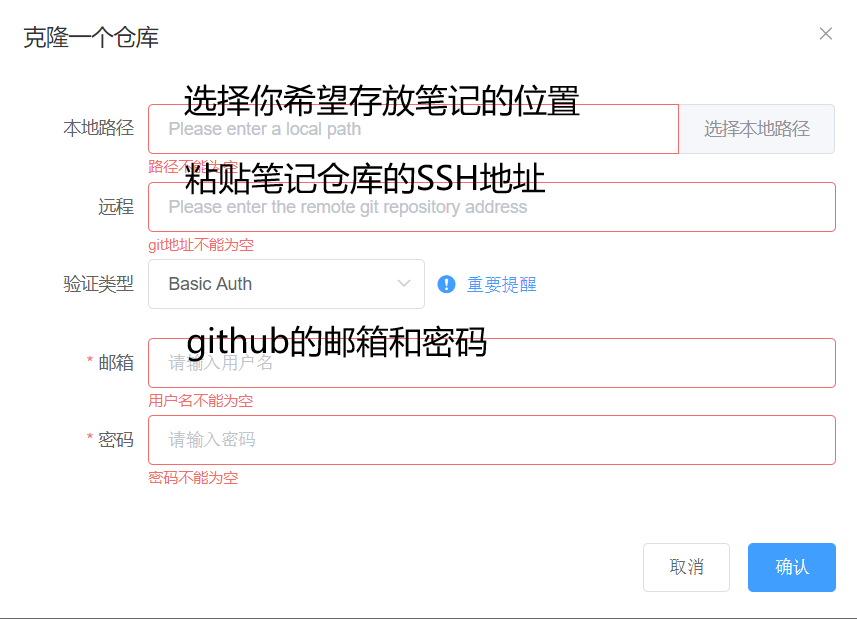 克隆一个仓库
选择你希望存放笔记的位置
本地路径
Please enter a local path
选择本地路径
路径不能为空
粘贴笔记仓库的SSH地址
远程
Please enter the remote git repository address
git地址不能为空
验证类型
Basic Auth
重要提醒
github的邮箱和密码
* 邮箱
请输入用户名
用户名不能为空
* 密码
请输入密码
密码不能为空
取消
确认